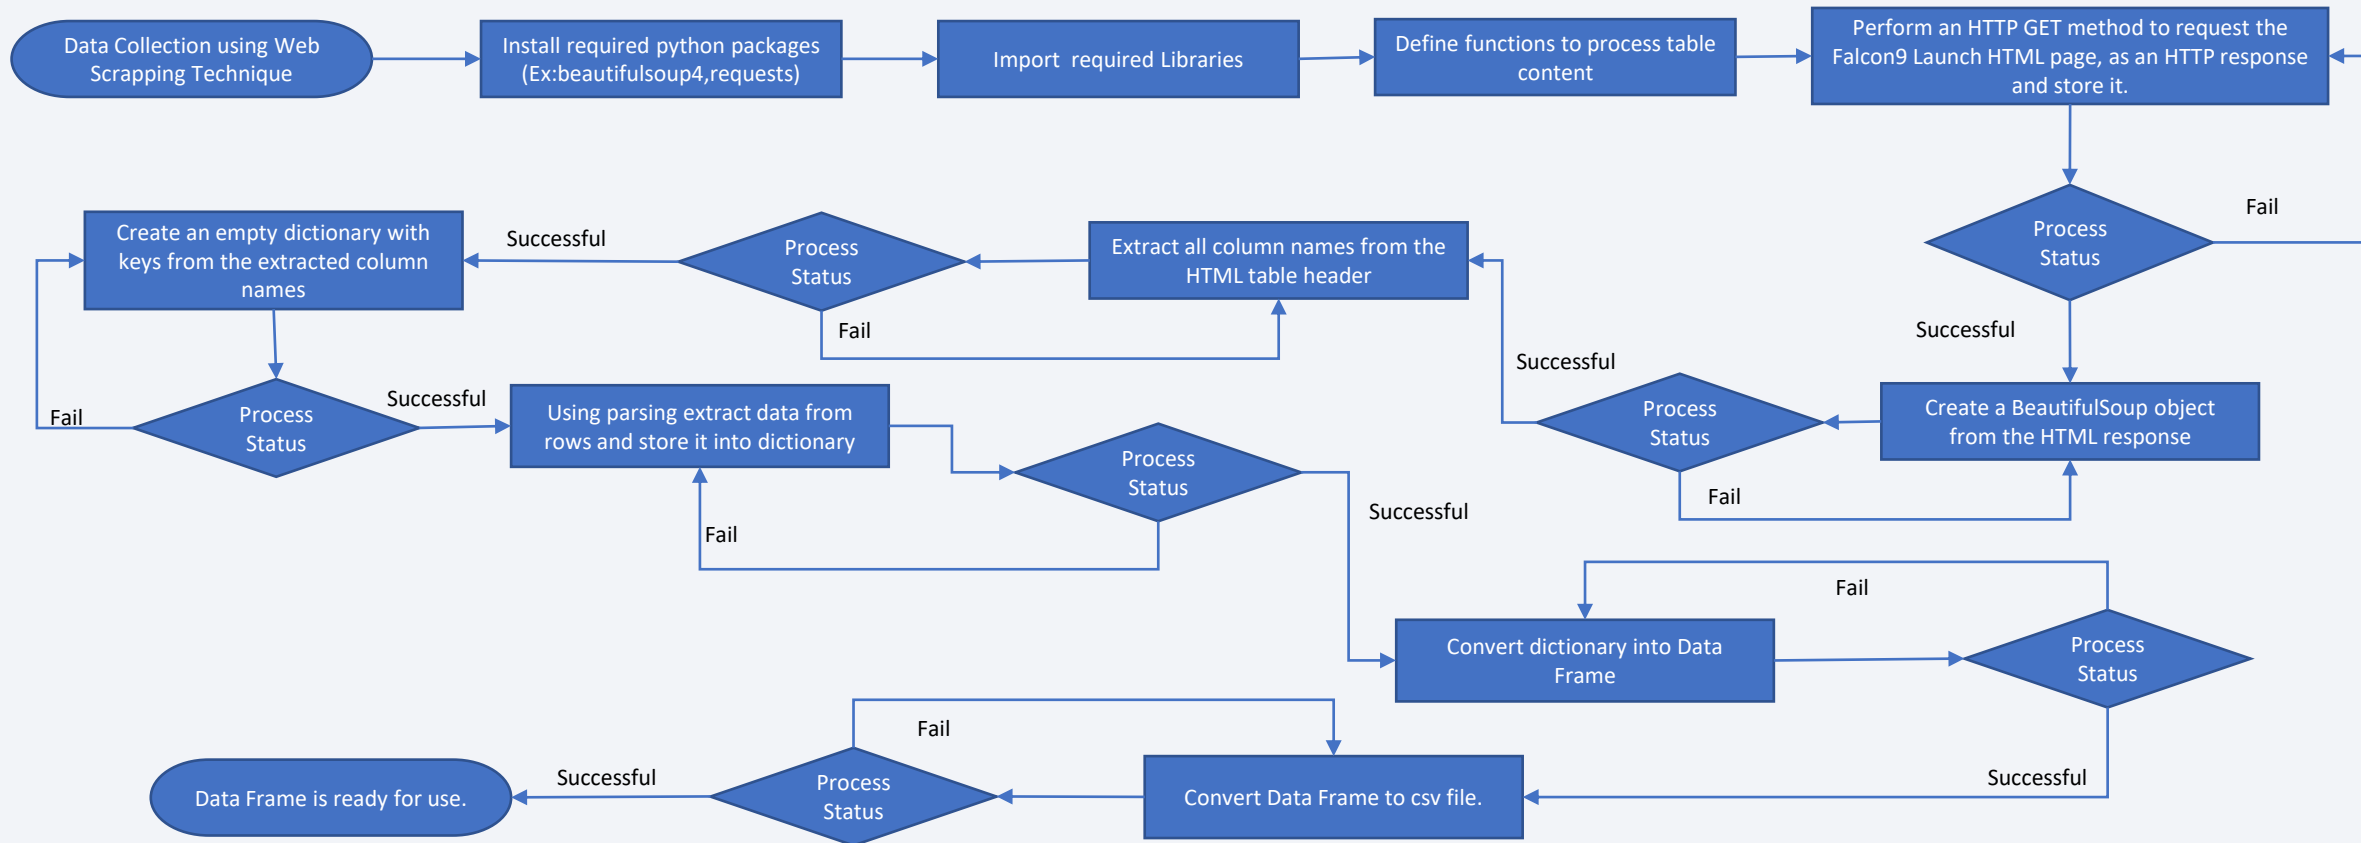 Data Collection using Web
Scrapping Technique
Install required python packages
(Ex:beautifulsoup4,requests)
Import required Libraries
Define functions to process table
content
Perform an HTTP GET method to request the
Falcon9 Launch HTML page, as an HTTP response
and store it.
Process
Status
Fail
Successful
Create a BeautifulSoup object
from the HTML response
Process
Status
Fail
Successful
Extract all column names from the
HTML table header
Process
Status
Fail
Successful
Create an empty dictionary with
keys from the extracted column
names
Process
Status
Fail
Successful
Using parsing extract data from
rows and store it into dictionary
Process
Status
Fail
Successful
Convert dictionary into Data
Frame
Process
Status
Fail
Successful
Convert Data Frame to csv file.
Process
Status
Fail
Successful
Data Frame is ready for use.